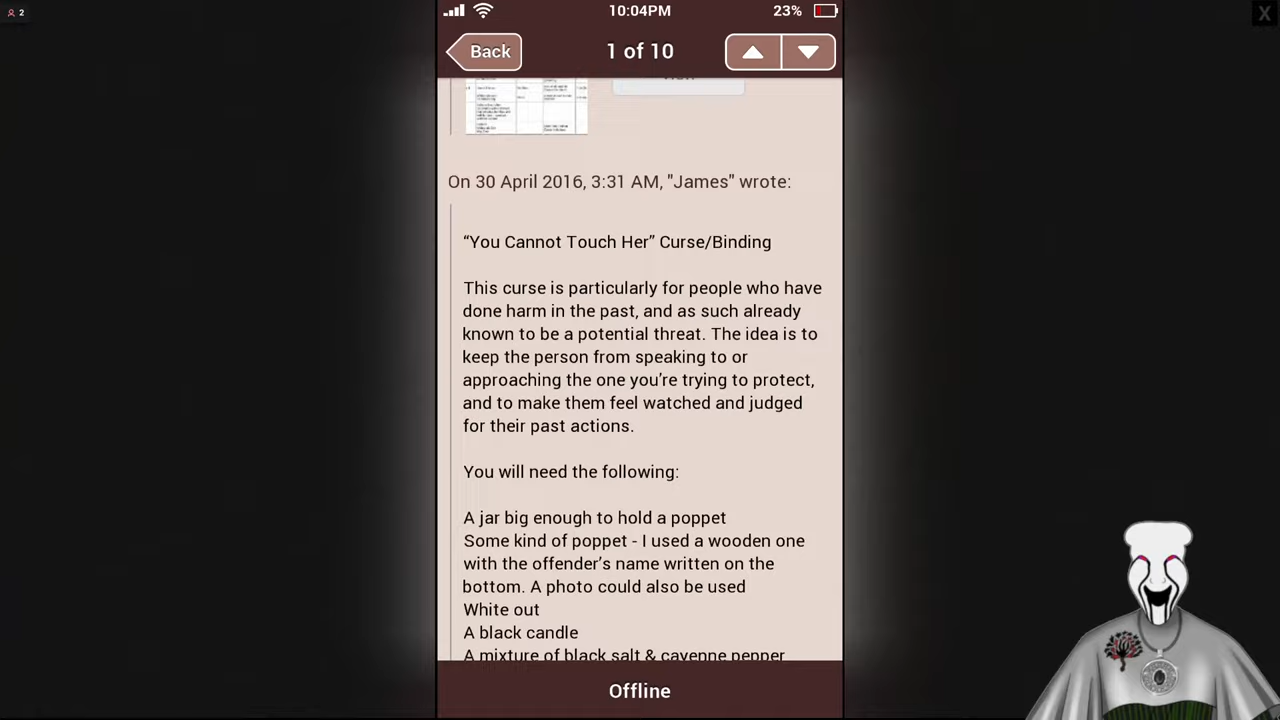 2
X
10:04PM
23%
Back
1 of 10
On 30 April 2016, 3:31 AM, "James" wrote:
“You Cannot Touch Her” Curse/Binding
This curse is particularly for people who have
done harm in the past, and as such already
known to be a potential threat. The idea is to
keep the person from speaking to or
approaching the one you’re trying to protect,
and to make them feel watched and judged
for their past actions.
You will need the following:
A jar big enough to hold a poppet
Some kind of poppet - I used a wooden one
with the offender’s name written on the
bottom. A photo could also be used
White out
A black candle
A mixture of black salt & cayenne pepper
Offline